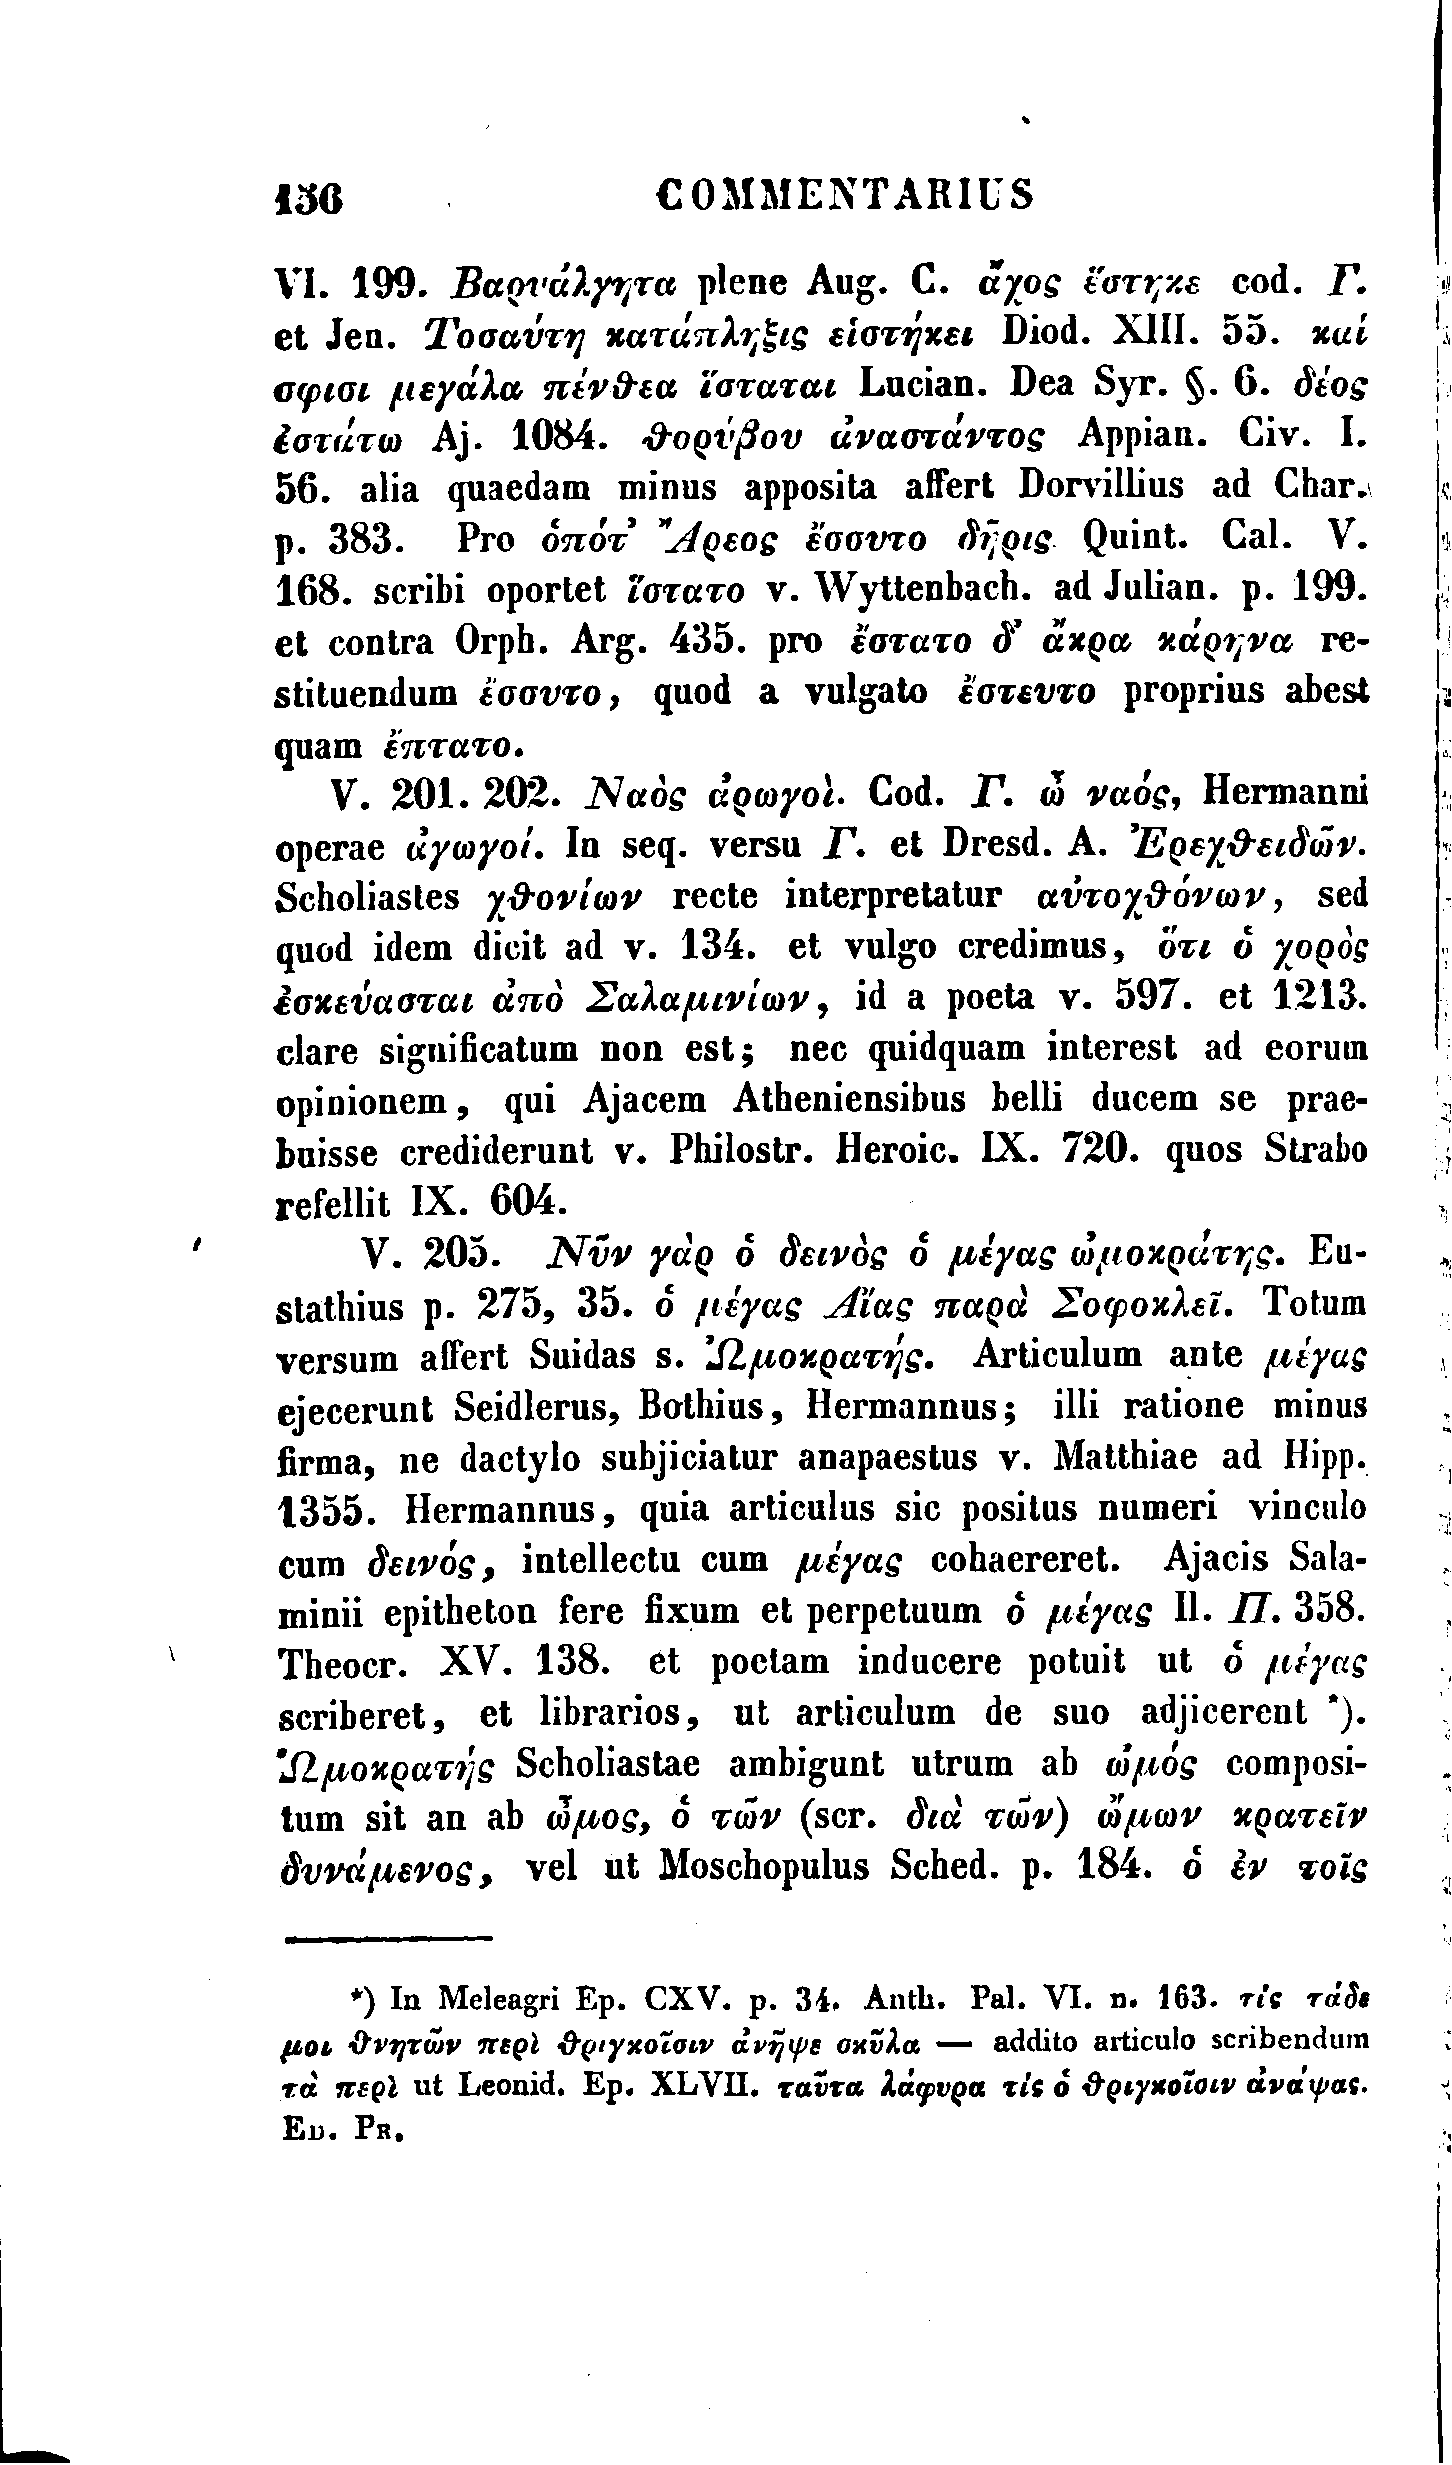 156 COMMENTARIUS
VI. 199. Βαρυάλγητα plene Aug. C. ἄχος ἕστηκε cod. Γ.
et Jen. Τοσαύτη κατάπληξις εἱστήκει Diod. XIII. 55. καί
σφισι μεγάλα πένθεα ἵσταται Lucian. Dea Syr. §. 6. δέος
ἑστάτω Aj. 1084. θορύβου ἀναστάντος Appian. Civ. I.
56. alia quaedam minus apposita affert Dorvillius ad Char.
p. 383. Pro ὁπότ’ Ἄρεος ἔσσυτο δῆρις Quint. Cal. V.
168. scribi oportet ἵστατο v. Wyttenbach. ad Julian. p. 199.
et contra Orph. Arg. 435. pro ἔστατο δ’ ἄκρα κάρηνα re-
stituendum ἔσσυτο, quod a vulgato ἔστευτο proprius abest
quam ἔπτατο.
V. 201. 202. Ναὸς ἀρωγοὶ. Cod. Γ. ὦ ναός, Hermanni
operae ἀγωγοί. In seq. versu Γ. et Dresd. A. Ἐρεχθειδῶν.
Scholiastes χθονίων recte interpretatur αὐτοχθόνων, sed
quod idem dicit ad v. 134. et vulgo credimus, ὅτι ὁ χορὸς
ἐσκεύασται ἀπὸ Σαλαμινίων, id a poeta v. 597. et 1213.
clare significatum non est; nec quidquam interest ad eorum
opinionem, qui Ajacem Atheniensibus belli ducem se prae-
buisse crediderunt v. Philostr. Heroic. IX. 720. quos Strabo
refellit IX. 604.
V. 205. Νῦν γὰρ ὁ δεινὸς ὁ μέγας ὠμοκράτης. Eu-
stathius p. 275, 35. ὁ μέγας Αἴας παρὰ Σοφοκλεῖ. Totum
versum affert Suidas s. Ὠμοκρατής. Articulum ante μέγας
ejecerunt Seidlerus, Bothius, Hermannus; illi ratione minus
firma, ne dactylo subjiciatur anapaestus v. Matthiae ad Hipp.
1355. Hermannus, quia articulus sic positus numeri vinculo
cum δεινός, intellectu cum μέγας cohaereret. Ajacis Sala-
minii epitheton fere fixum et perpetuum ὁ μέγας Il. Π. 358.
Theocr. XV. 138. et poetam inducere potuit ut ὁ μέγας
scriberet, et librarios, ut articulum de suo adjicerent *).
Ὠμοκρατής Scholiastae ambigunt utrum ab ὠμός composi-
tum sit an ab ὦμος, ὁ τῶν (scr. διὰ τῶν) ὤμων κρατεῖν
δυνάμενος, vel ut Moschopulus Sched. p. 184. ὁ ἐν τοῖς
*) In Meleagri Ep. CXV. p. 34. Anth. Pal. VI. n. 163. τίς τάδε
μοι θνητῶν περὶ θριγκοῖσιν ἀνῆψε σκῦλα — addito articulo scribendum
τὰ περὶ ut Leonid. Ep. XLVII. ταῦτα λάφυρα τίς ὁ θριγκοῖσιν ἀνάψας.
ED. PR.